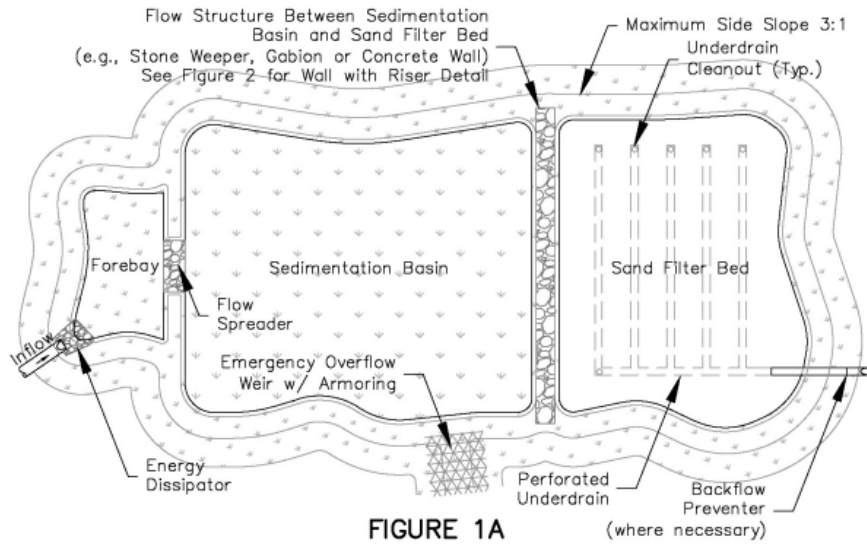 Flow Structure Between Sedimentation
Basin and Sand Filter Bed
(e.g., Stone Weeper, Gabion or Concrete Wall)
See Figure 2 for Wall with Riser Detail
Maximum Side Slope 3:1
Underdrain
Cleanout (Typ.)
Forebay
Sedimentation Basin
Sand Filter Bed
Flow
Spreader
Inflow
Emergency Overflow
Weir w/ Armoring
Energy
Dissipator
Perforated
Underdrain
Backflow
Preventer
(where necessary)
FIGURE 1A